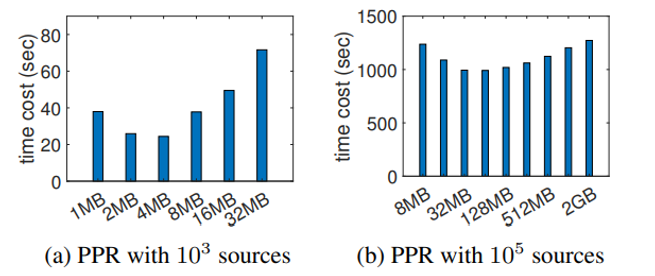 time cost (sec)
80
60
40
20
0
1MB
2MB
4MB
8MB
16MB
32MB
(a) PPR with 10³ sources
time cost (sec)
1500
1000
500
0
8MB
32MB
128MB
512MB
2GB
(b) PPR with 10⁵ sources